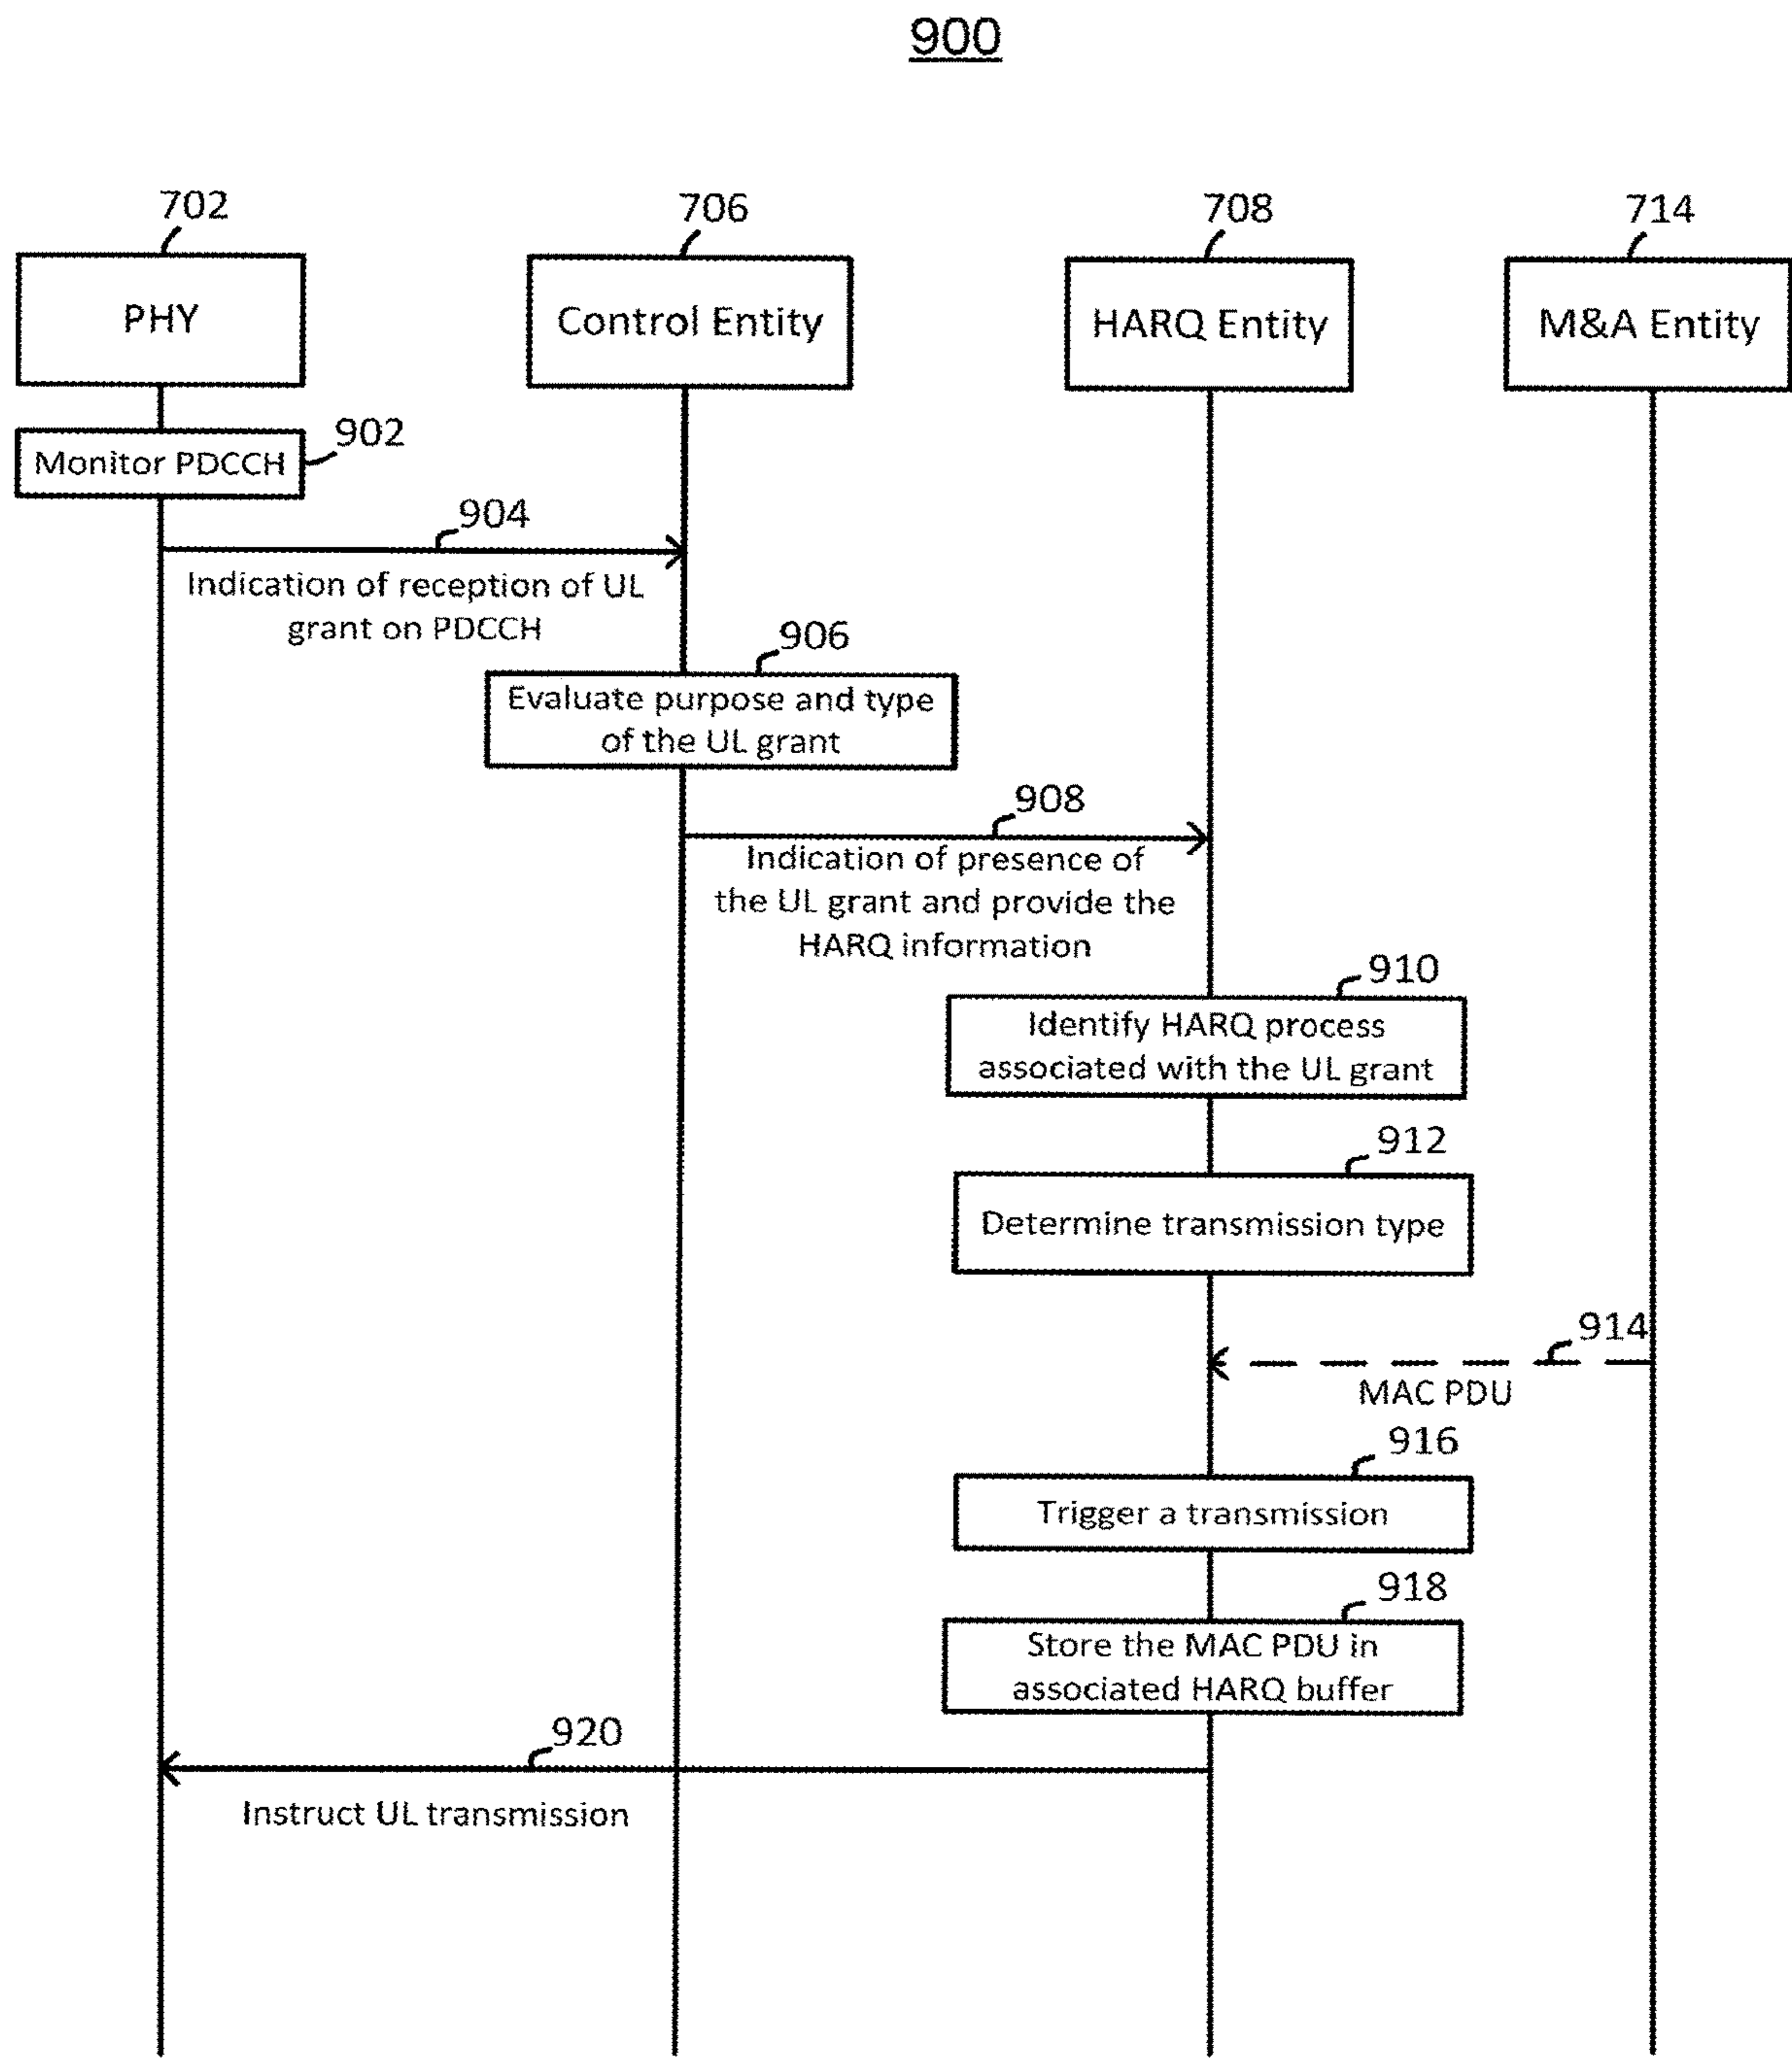 900
702
706
708
714
PHY
Control Entity
HARQ Entity
M&A Entity
902
Monitor PDCCH
904
Indication of reception of UL
grant on PDCCH
906
Evaluate purpose and type
of the UL grant
908
Indication of presence of
the UL grant and provide the
HARQ information
910
Identify HARQ process
associated with the UL grant
912
Determine transmission type
914
MAC PDU
916
Trigger a transmission
918
Store the MAC PDU in
associated HARQ buffer
920
Instruct UL transmission